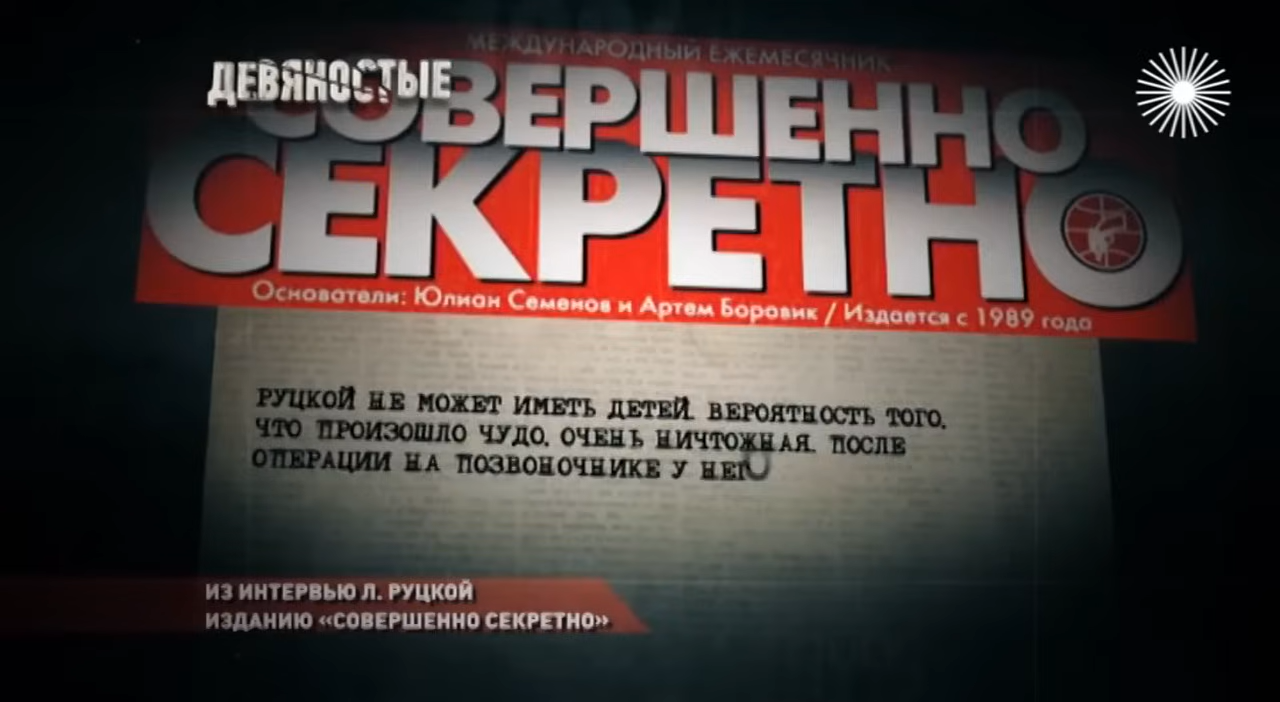 МЕЖДУНАРОДНЫЙ ЕЖЕМЕСЯЧНИК
ДЕВЯНОСТЫЕ
СОВЕРШЕННО
СЕКРЕТНО
Основатели: Юлиан Семенов и Артем Боровик / Издается с 1989 года
РУЦКОЙ НЕ МОЖЕТ ИМЕТЬ ДЕТЕЙ. ВЕРОЯТНОСТЬ ТОГО,
ЧТО ПРОИЗОШЛО ЧУДО, ОЧЕНЬ НИЧТОЖНАЯ. ПОСЛЕ
ОПЕРАЦИИ НА ПОЗВОНОЧНИКЕ У НЕГО
ИЗ ИНТЕРВЬЮ Л. РУЦКОЙ
ИЗДАНИЮ «СОВЕРШЕННО СЕКРЕТНО»